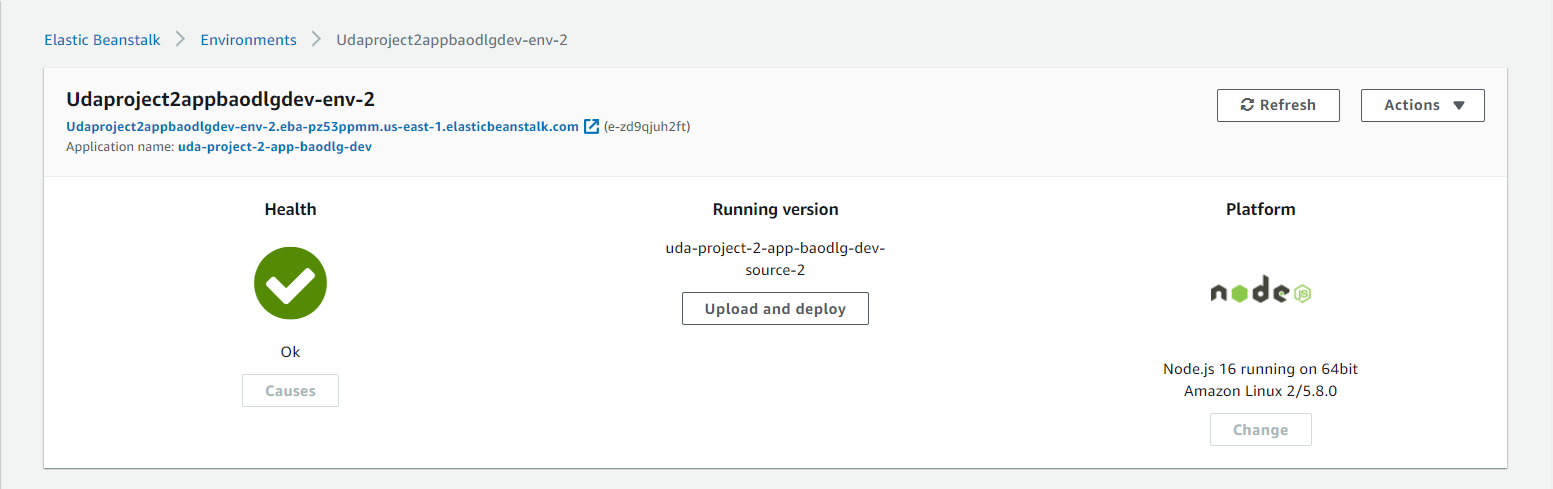 Elastic Beanstalk > Environments > Udaproject2appbaodlgdev-env-2
Udaproject2appbaodlgdev-env-2
Refresh
Actions
Udaproject2appbaodlgdev-env-2.eba-pz53ppmm.us-east-1.elasticbeanstalk.com (e-zd9qjuh2ft)
Application name: uda-project-2-app-baodlg-dev
Health
Ok
Causes
Running version
uda-project-2-app-baodlg-dev-
source-2
Upload and deploy
Platform
node JS
Node.js 16 running on 64bit
Amazon Linux 2/5.8.0
Change